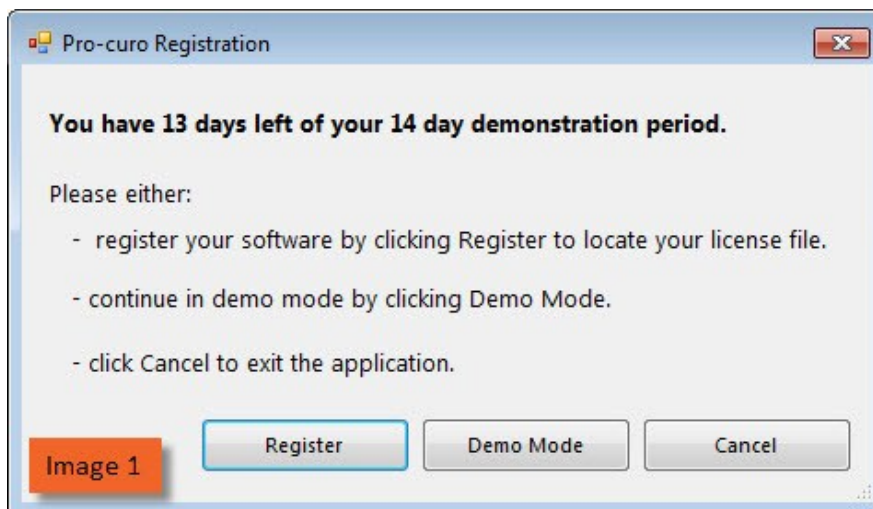 Pro-curo Registration
You have 13 days left of your 14 day demonstration period.
Please either:
- register your software by clicking Register to locate your license file.
- continue in demo mode by clicking Demo Mode.
- click Cancel to exit the application.
Register Demo Mode Cancel
Image 1